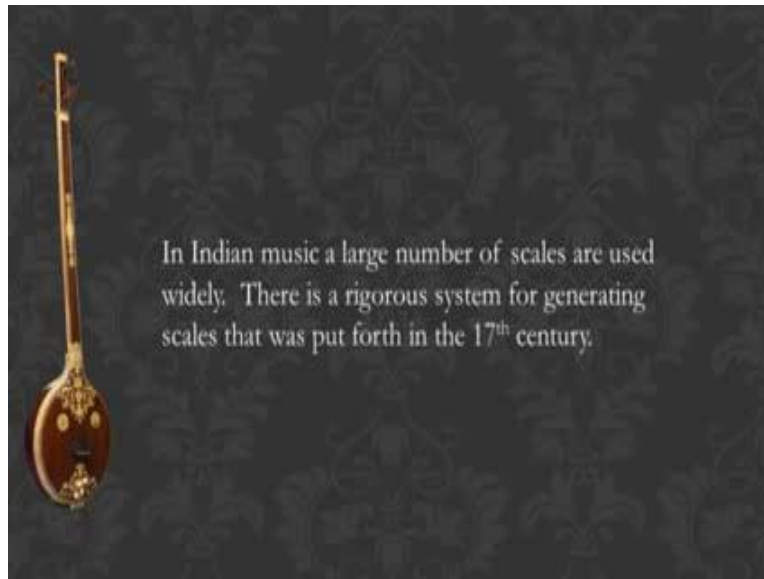 In Indian music a large number of scales are used
widely. There is a rigorous system for generating
scales that was put forth in the 17th century.